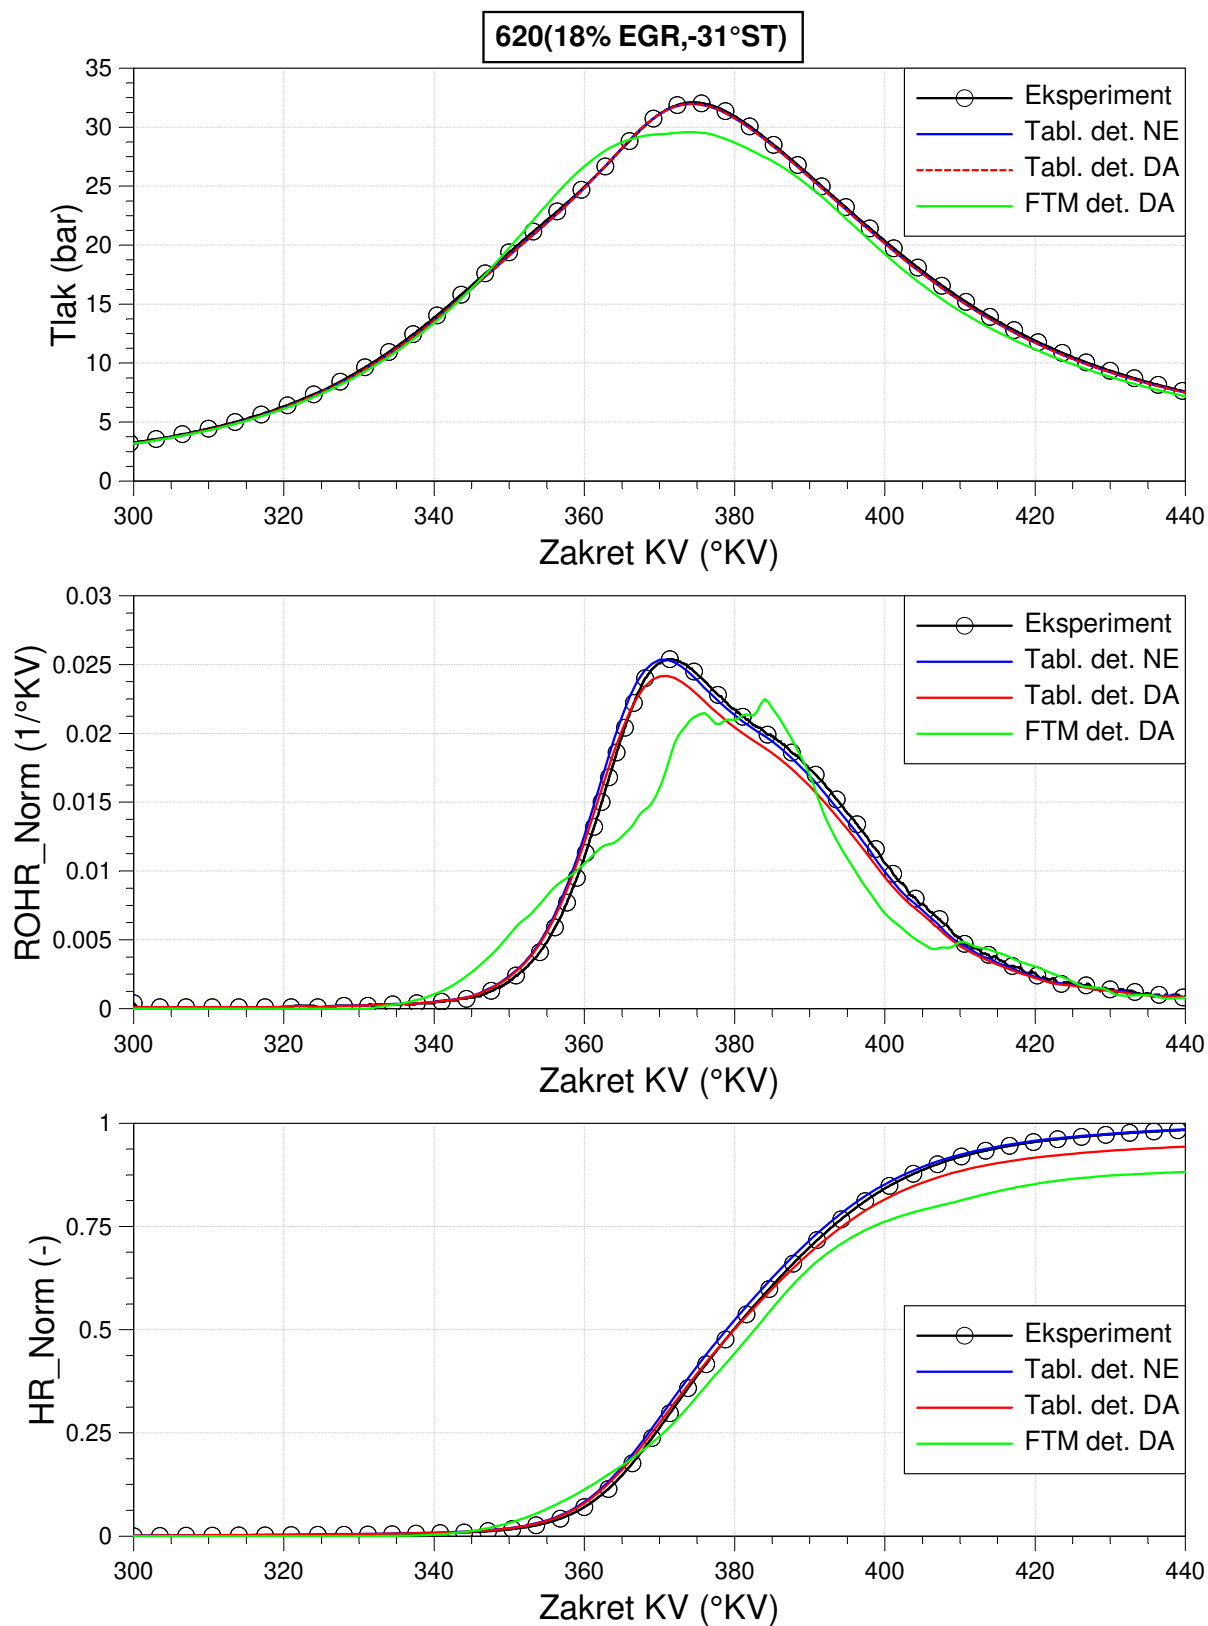 620(18% EGR,-31°ST)
35
30
25
20
15
10
5
0
Tlak (bar)
Eksperiment
Tabl. det. NE
Tabl. det. DA
FTM det. DA
300 320 340 360 380 400 420 440
Zakret KV (°KV)
0.03
0.025
0.02
0.015
0.01
0.005
0
ROHR_Norm (1/°KV)
Eksperiment
Tabl. det. NE
Tabl. det. DA
FTM det. DA
300 320 340 360 380 400 420 440
Zakret KV (°KV)
1
0.75
0.5
0.25
0
HR_Norm (-)
Eksperiment
Tabl. det. NE
Tabl. det. DA
FTM det. DA
300 320 340 360 380 400 420 440
Zakret KV (°KV)